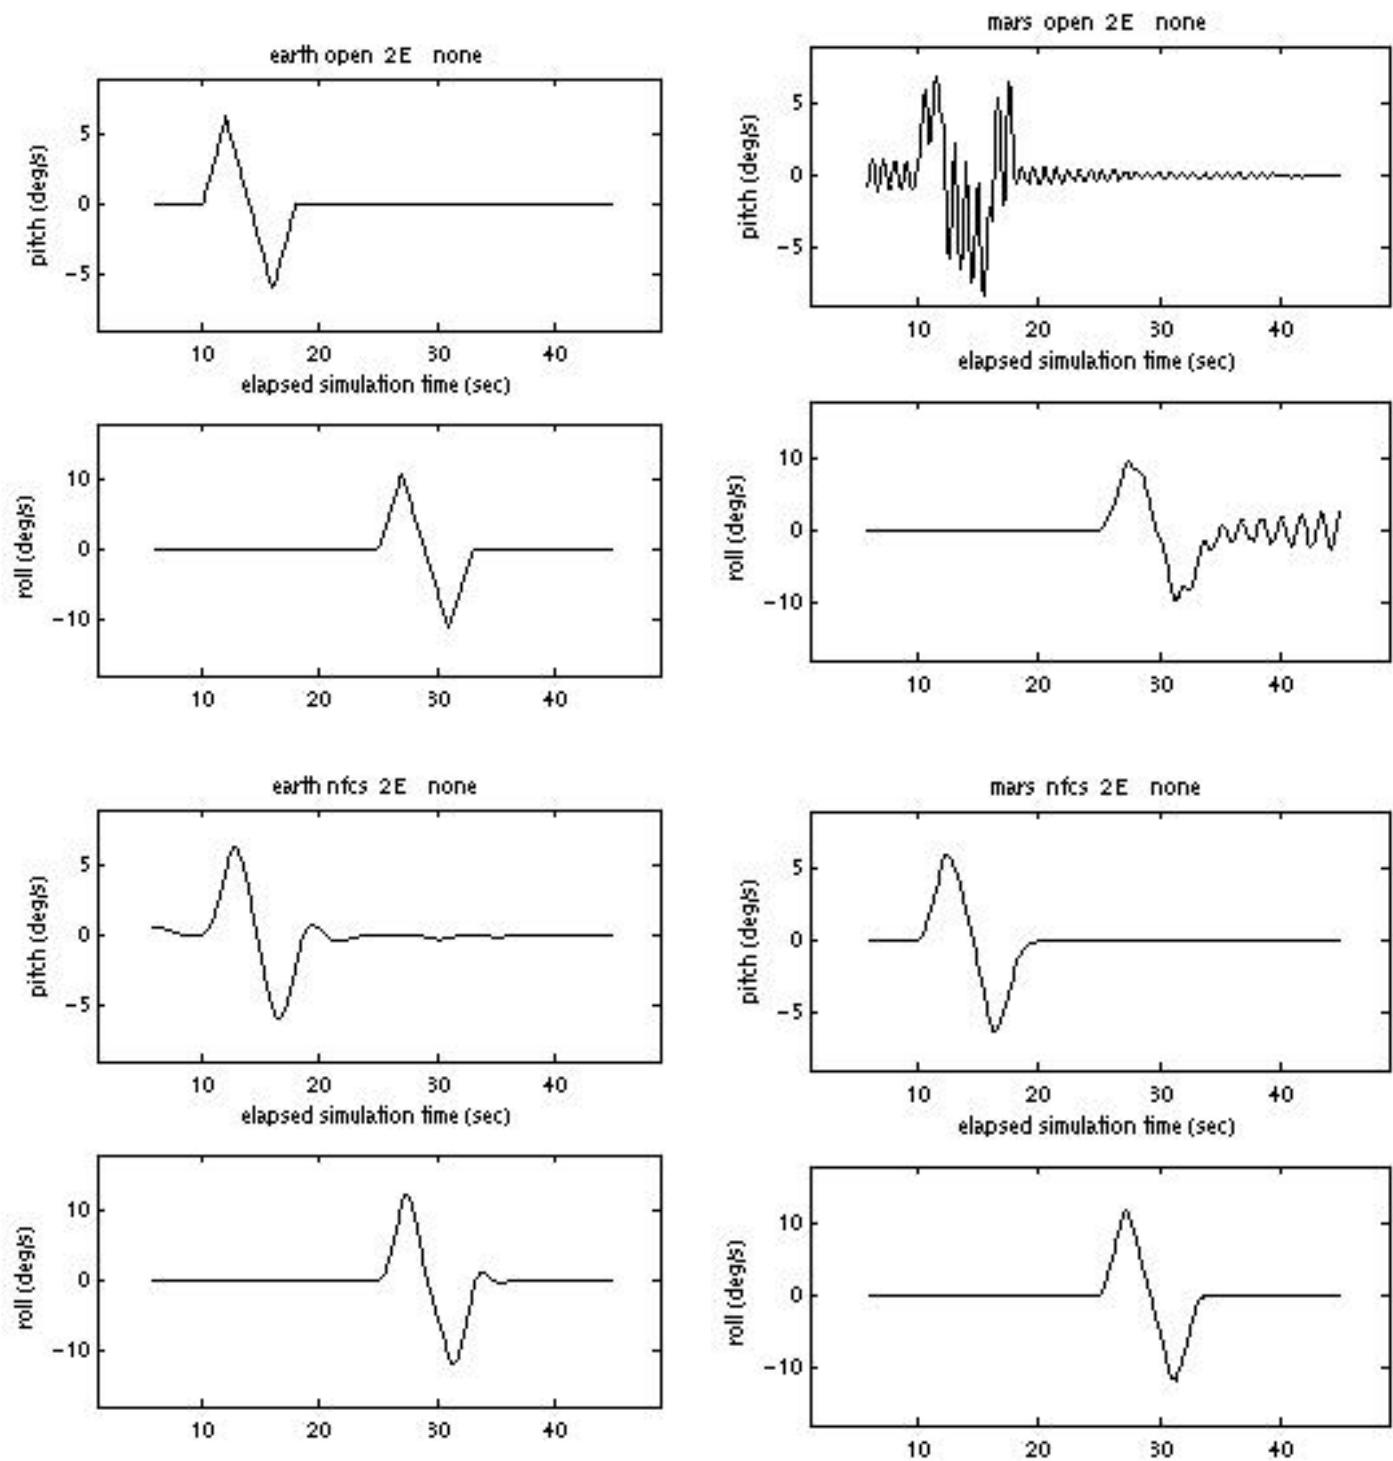 earth open 2E none
5
0
-5
pitch (deg/s)
10 20 30 40
elapsed simulation time (sec)
10
0
-10
roll (deg/s)
10 20 30 40
mars open 2E none
5
0
-5
pitch (deg/s)
10 20 30 40
elapsed simulation time (sec)
10
0
-10
roll (deg/s)
10 20 30 40
earth nfcs 2E none
5
0
-5
pitch (deg/s)
10 20 30 40
elapsed simulation time (sec)
10
0
-10
roll (deg/s)
10 20 30 40
mars nfcs 2E none
5
0
-5
pitch (deg/s)
10 20 30 40
elapsed simulation time (sec)
10
0
-10
roll (deg/s)
10 20 30 40